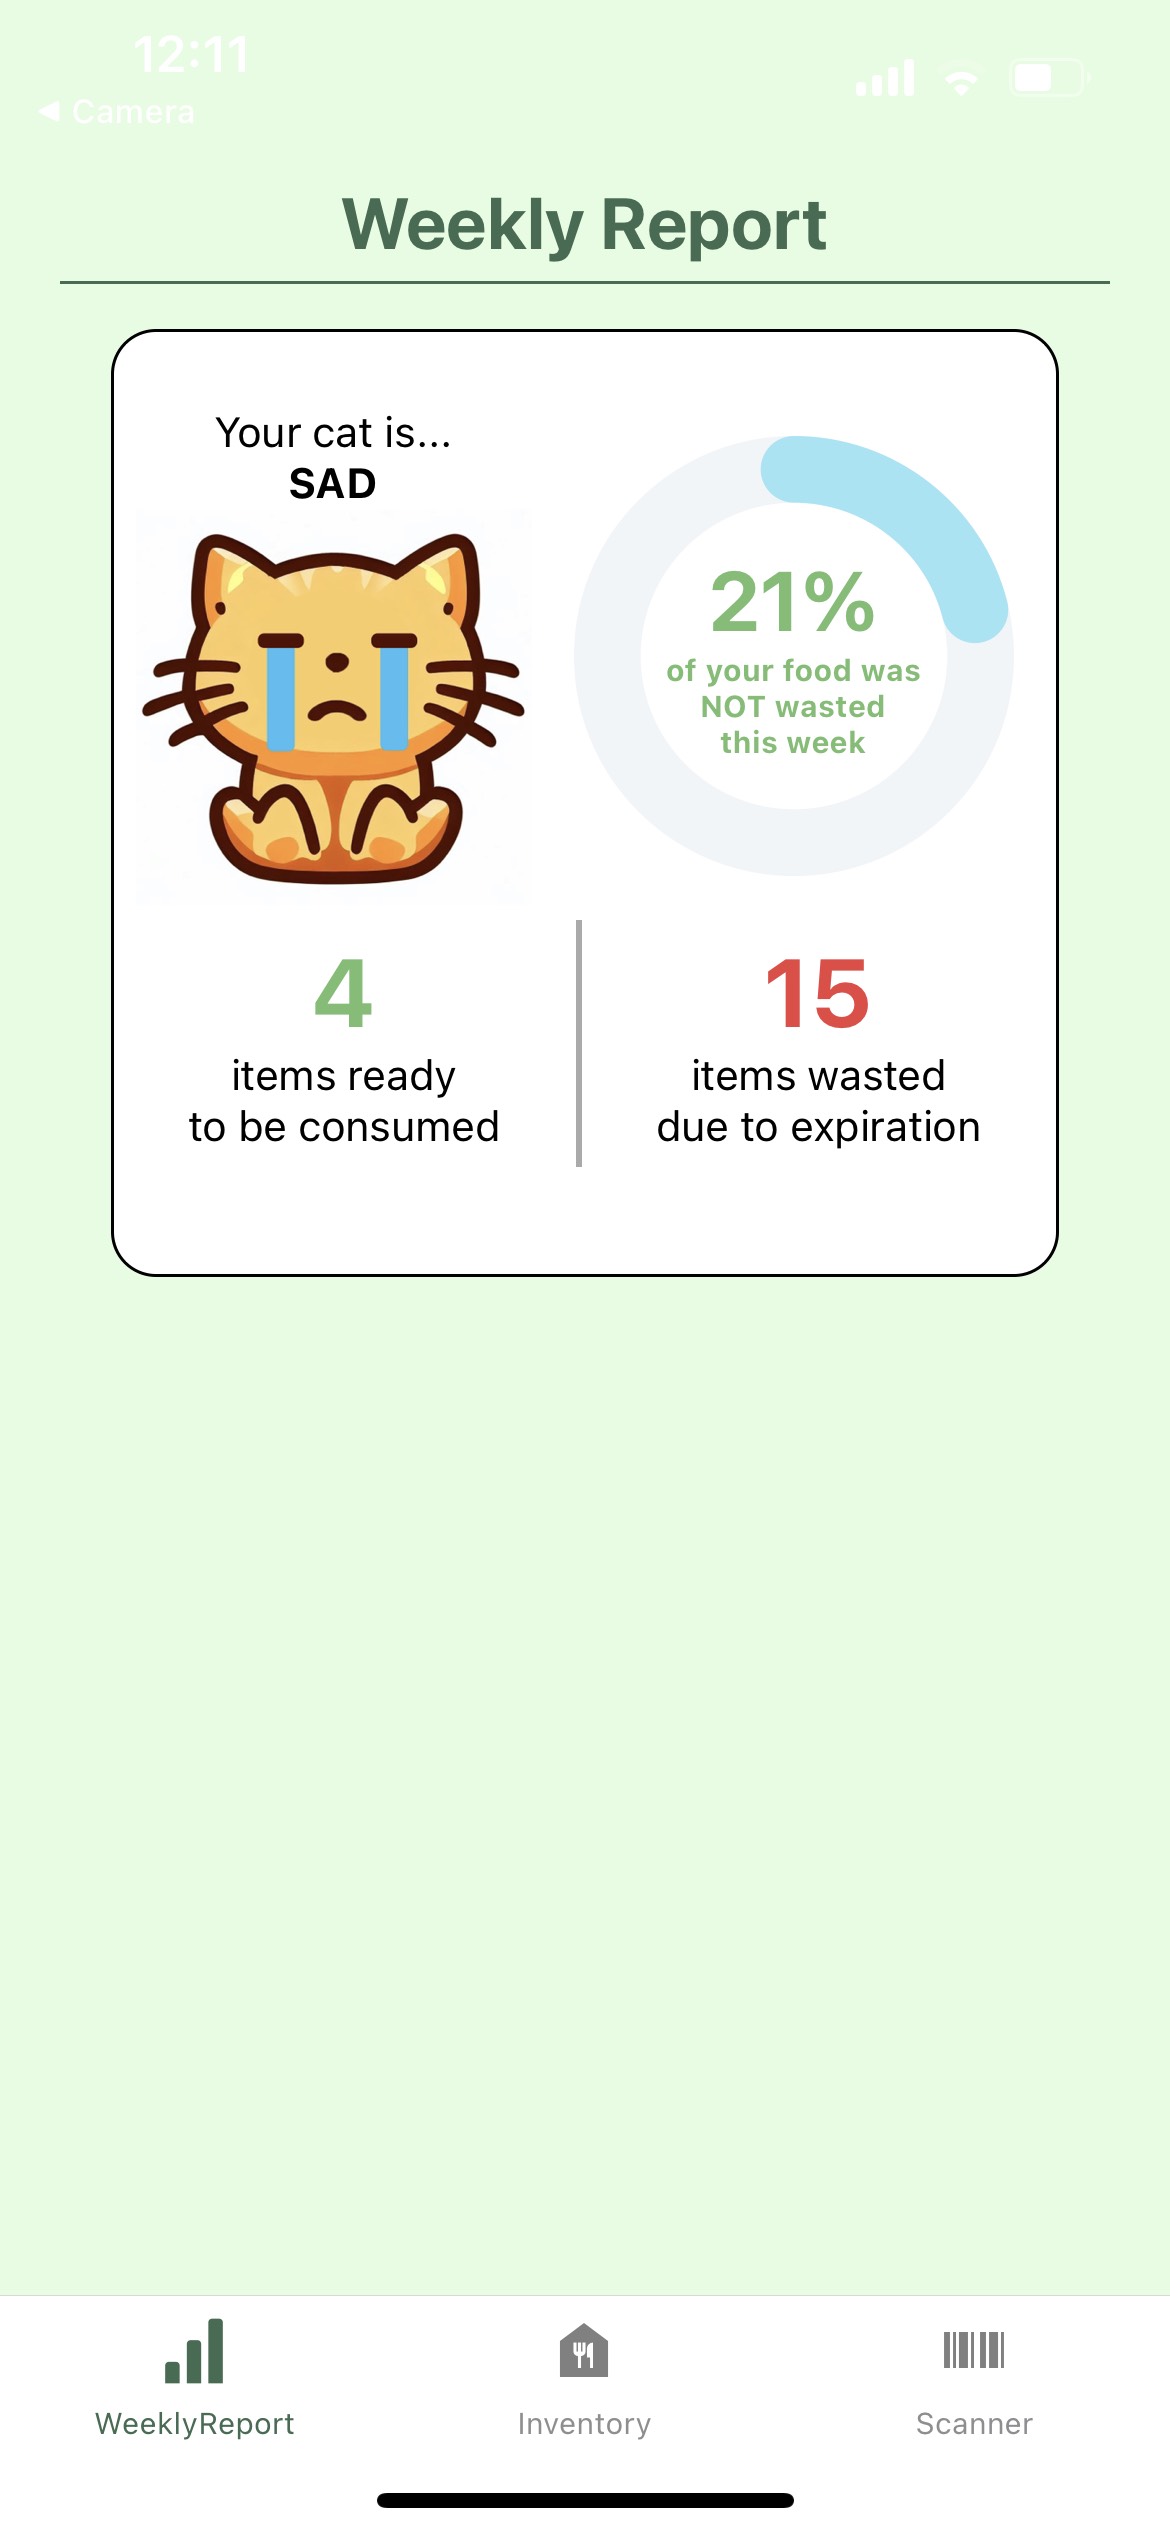 12:11
◀ Camera
Weekly Report
Your cat is...
SAD
21%
of your food was
NOT wasted
this week
4
items ready
to be consumed
15
items wasted
due to expiration
WeeklyReport
Inventory
Scanner